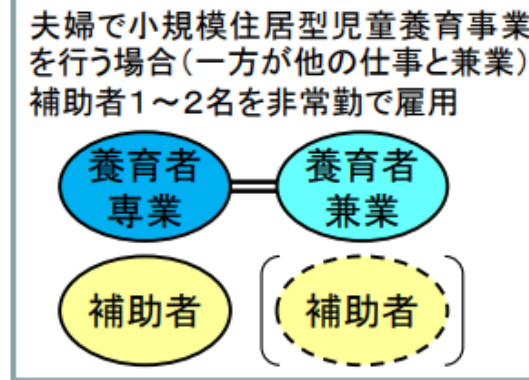 夫婦で小規模住居型児童養育事業
を行う場合(一方が他の仕事と兼業)
補助者1~2名を非常勤で雇用
養育者
専業
養育者
兼業
補助者
補助者